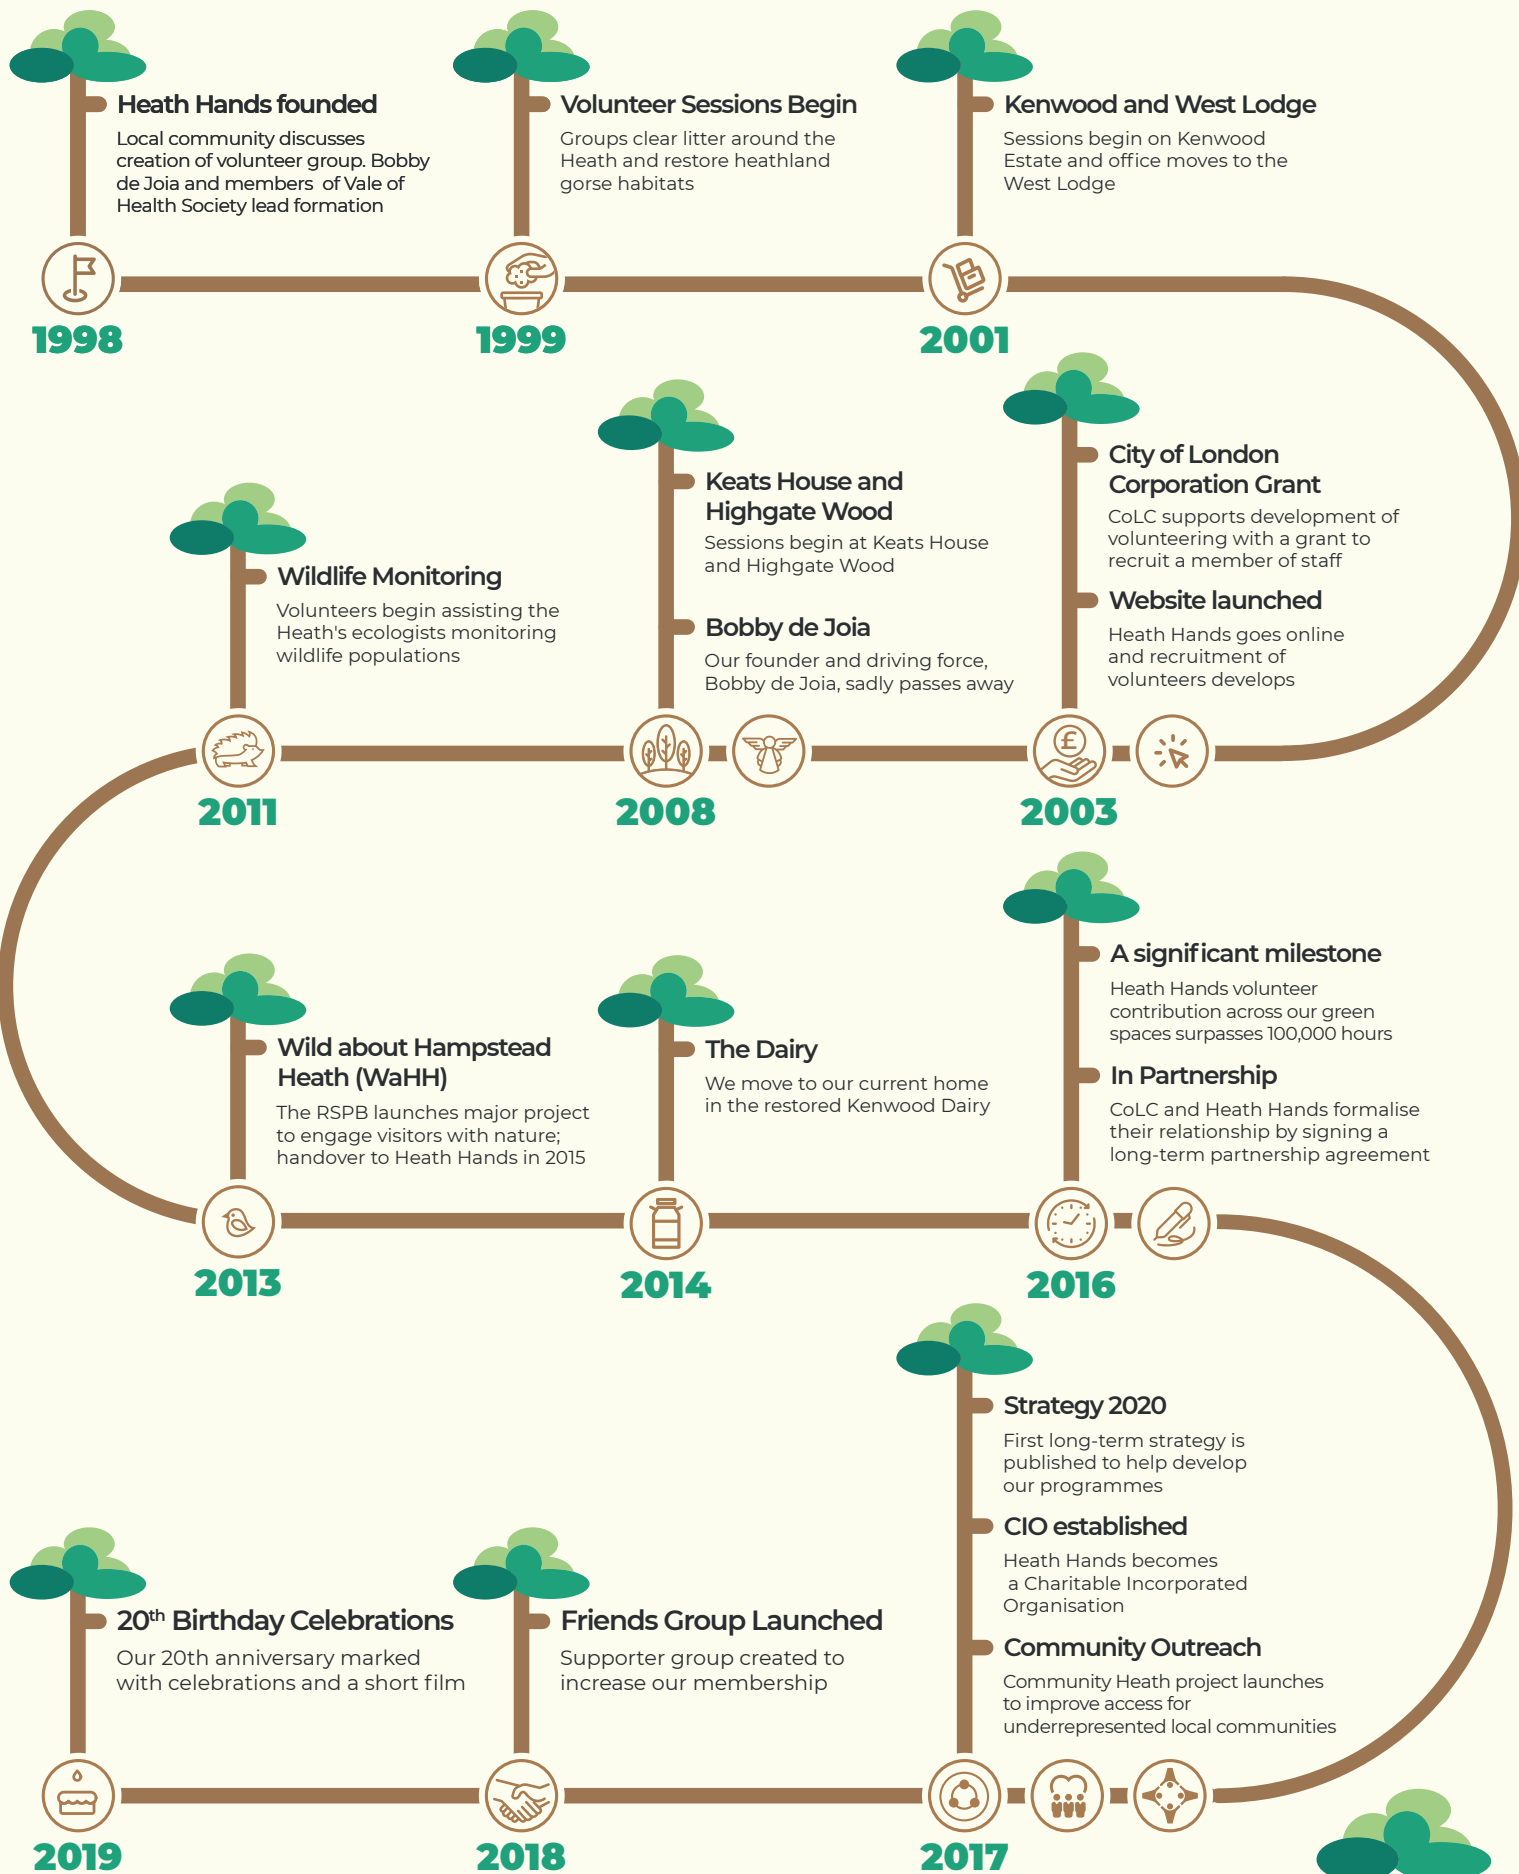 Heath Hands founded
Local community discusses
creation of volunteer group. Bobby
de Joia and members of Vale of
Health Society lead formation
1998
Volunteer Sessions Begin
Groups clear litter around the
Heath and restore heathland
gorse habitats
1999
Kenwood and West Lodge
Sessions begin on Kenwood
Estate and office moves to the
West Lodge
2001
City of London
Corporation Grant
CoLC supports development of
volunteering with a grant to
recruit a member of staff
Website launched
Heath Hands goes online
and recruitment of
volunteers develops
£
2003
Keats House and
Highgate Wood
Sessions begin at Keats House
and Highgate Wood
Bobby de Joia
Our founder and driving force,
Bobby de Joia, sadly passes away
2008
Wildlife Monitoring
Volunteers begin assisting the
Heath's ecologists monitoring
wildlife populations
2011
Wild about Hampstead
Heath (WaHH)
The RSPB launches major project
to engage visitors with nature;
handover to Heath Hands in 2015
2013
The Dairy
We move to our current home
in the restored Kenwood Dairy
2014
A significant milestone
Heath Hands volunteer
contribution across our green
spaces surpasses 100,000 hours
In Partnership
CoLC and Heath Hands formalise
their relationship by signing a
long-term partnership agreement
2016
Strategy 2020
First long-term strategy is
published to help develop
our programmes
CIO established
Heath Hands becomes
a Charitable Incorporated
Organisation
Community Outreach
Community Heath project launches
to improve access for
underrepresented local communities
2017
Friends Group Launched
Supporter group created to
increase our membership
2018
20th Birthday Celebrations
Our 20th anniversary marked
with celebrations and a short film
2019